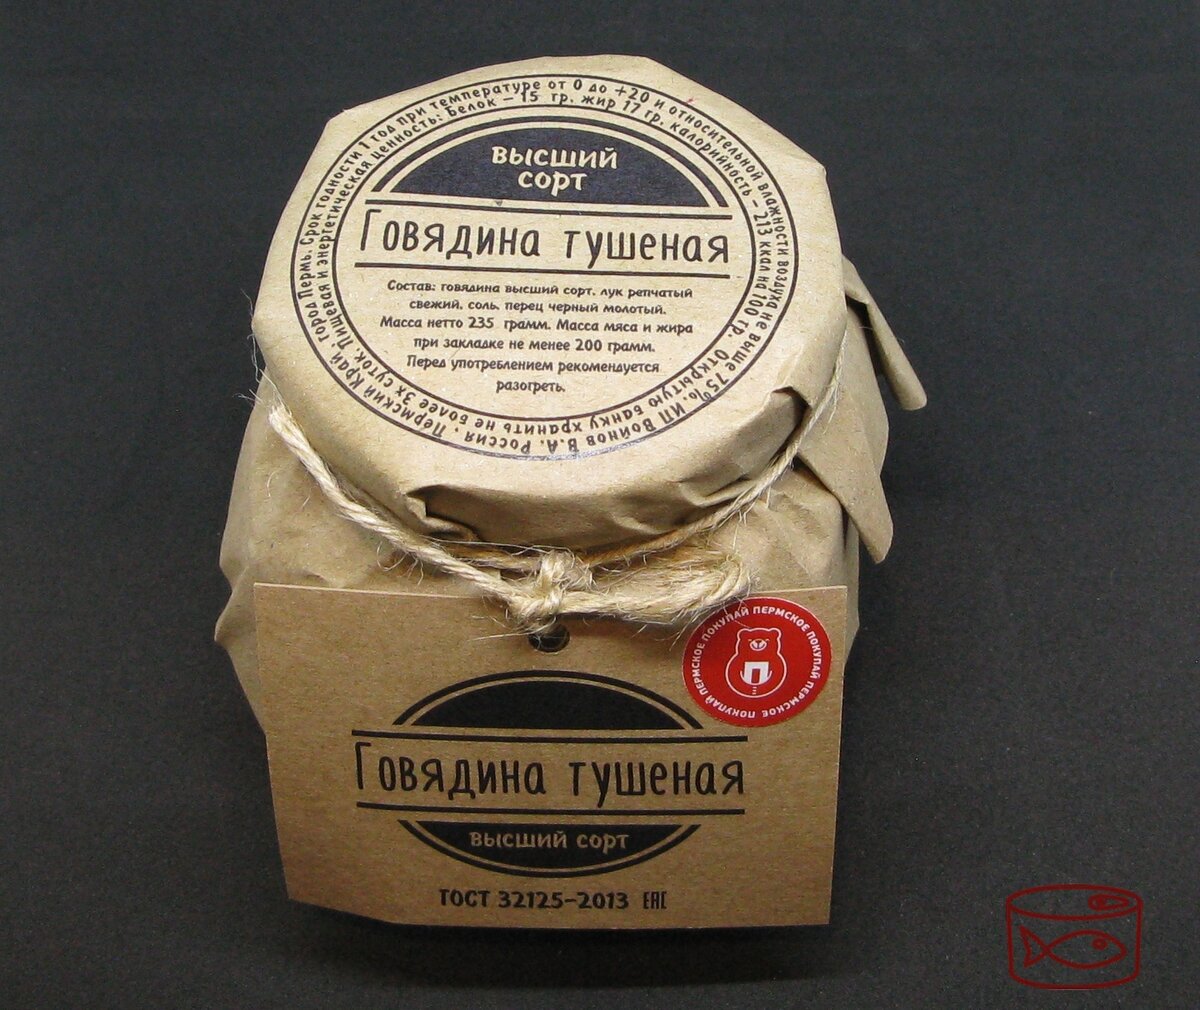 Пермский Край, город Пермь. Срок годности 1 год при температуре от 0 до +20 и относительной влажности воздуха не выше 75%. ИП Войнов В.А. Россия,
Пищевая и энергетическая ценность: Белок – 15 гр. жир 17 гр. калорийность – 213 ккал на 100 гр. Открытую банку хранить не более 3х суток.
высший
сорт
Говядина тушеная
Состав: говядина высший сорт, лук репчатый
свежий, соль, перец черный молотый.
Масса нетто 235 грамм. Масса мяса и жира
при закладке не менее 200 грамм.
Перед употреблением рекомендуется
разогреть.
ПОКУПАЙ ПЕРМСКОЕ ПОКУПАЙ ПЕРМСКОЕ ПОКУПАЙ ПЕРМСКОЕ
П
Говядина тушеная
высший сорт
ГОСТ 32125-2013 ЕАС